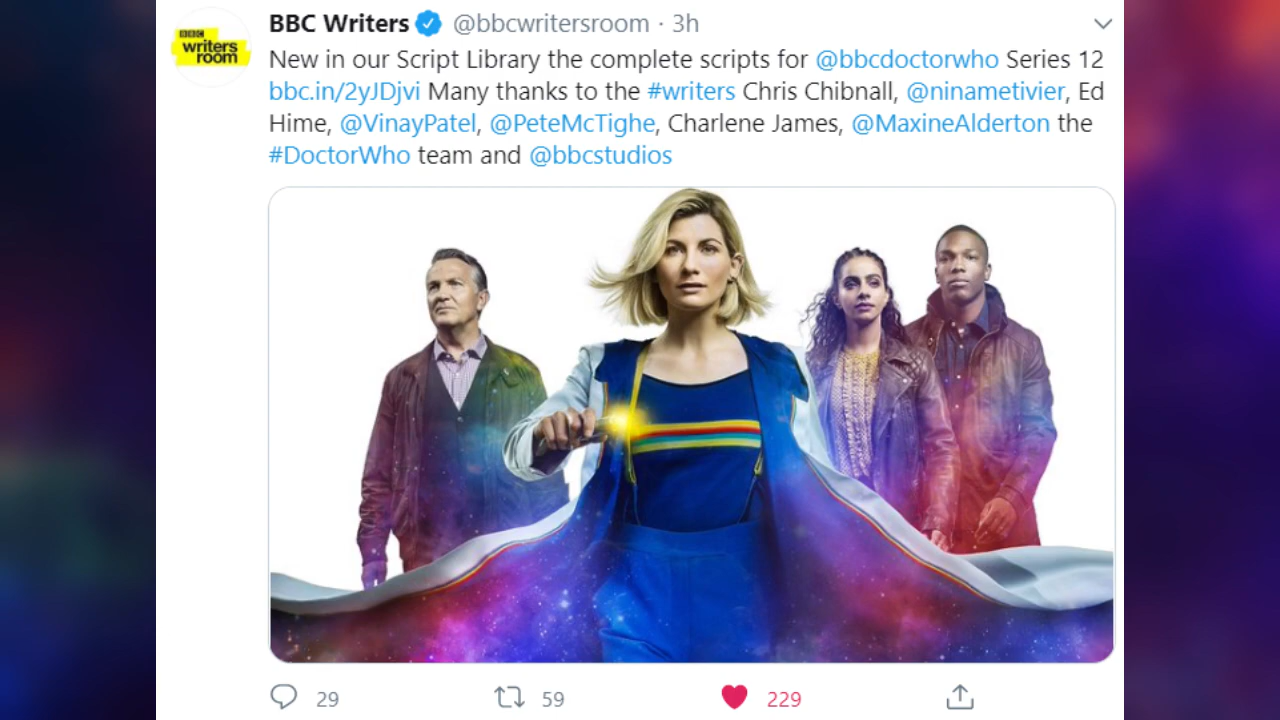 BBC
writers
room
BBC Writers @bbcwritersroom · 3h
New in our Script Library the complete scripts for @bbcdoctorwho Series 12
bbc.in/2yJDjvi Many thanks to the #writers Chris Chibnall, @ninametivier, Ed
Hime, @VinayPatel, @PeteMcTighe, Charlene James, @MaxineAlderton the
#DoctorWho team and @bbcstudios
29 59 229